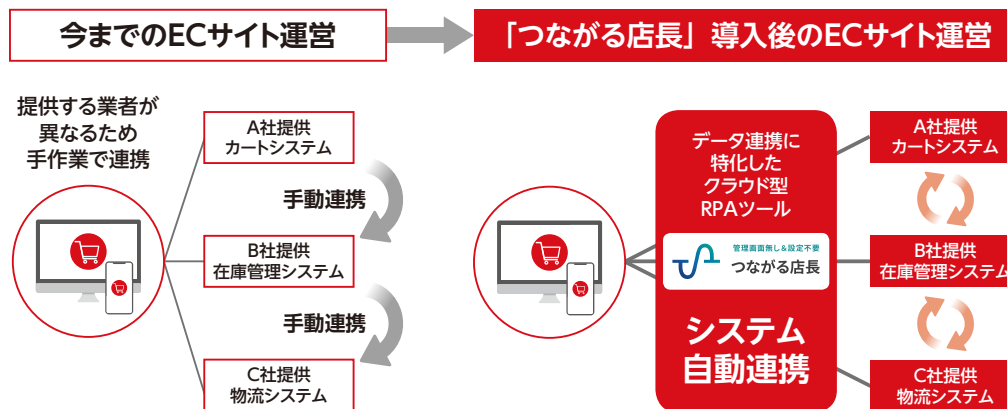 今までのECサイト運営
「つながる店長」導入後のECサイト運営
提供する業者が
異なるため
手作業で連携
A社提供
カートシステム
手動連携
B社提供
在庫管理システム
手動連携
C社提供
物流システム
データ連携に
特化した
クラウド型
RPAツール
管理画面無し&設定不要
つながる店長
システム
自動連携
A社提供
カートシステム
B社提供
在庫管理システム
C社提供
物流システム